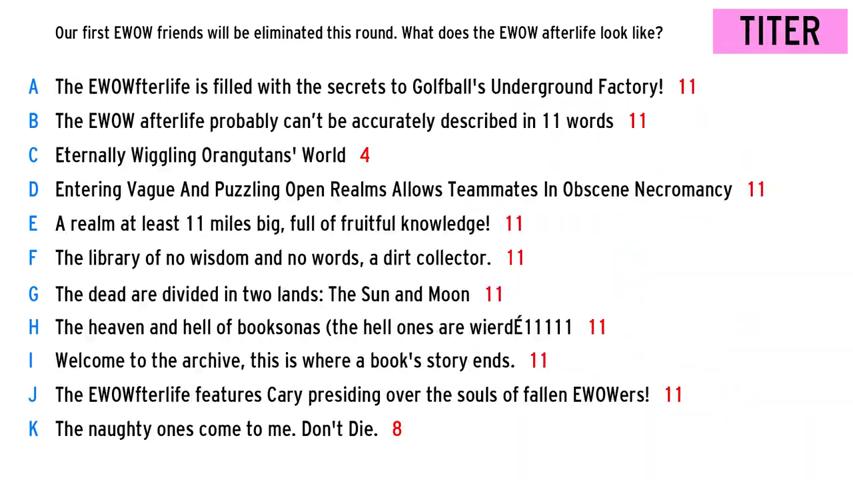 Our first EWOW friends will be eliminated this round. What does the EWOW afterlife look like?
TITER
A The EWOWfterlife is filled with the secrets to Golfball's Underground Factory! 11
B The EWOW afterlife probably can’t be accurately described in 11 words 11
C Eternally Wiggling Orangutans' World 4
D Entering Vague And Puzzling Open Realms Allows Teammates In Obscene Necromancy 11
E A realm at least 11 miles big, full of fruitful knowledge! 11
F The library of no wisdom and no words, a dirt collector. 11
G The dead are divided in two lands: The Sun and Moon 11
H The heaven and hell of booksonas (the hell ones are wierdÉ11111 11
I Welcome to the archive, this is where a book's story ends. 11
J The EWOWfterlife features Cary presiding over the souls of fallen EWOWers! 11
K The naughty ones come to me. Don't Die. 8